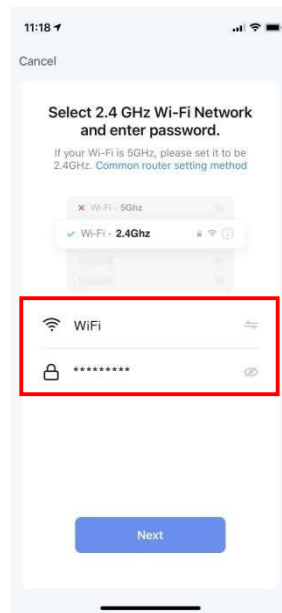 11:18
Cancel
Select 2.4 GHz Wi-Fi Network
and enter password.
If your Wi-Fi is 5GHz, please set it to be
2.4GHz. Common router setting method
Wi-Fi - 5Ghz
Wi-Fi - 2.4Ghz
WiFi
*********
Next